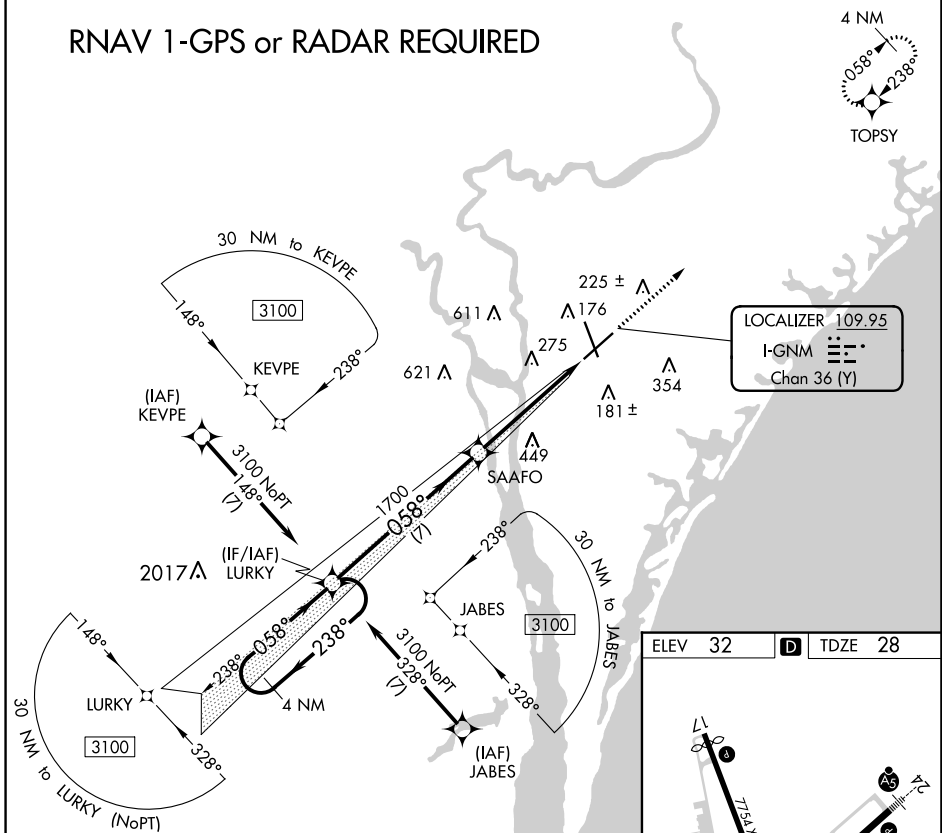 RNAV 1-GPS or RADAR REQUIRED
4 NM
058°
238°
TOPSY
30 NM to KEVPE
3100
148°
238°
KEVPE
(IAF)
KEVPE
3100 NoPT
148°
(7)
225 ±
176
611
275
621
354
181 ±
449
LOCALIZER 109.95
I-GNM
Chan 36 (Y)
SAAFO
1700
058°
(7)
(IF/IAF)
LURKY
2017
058°
238°
238°
4 NM
148°
LURKY
3100
328°
30 NM to LURKY (NoPT)
238°
30 NM to JABES
JABES
3100
328°
3100 NoPT
328°
(7)
(IAF)
JABES
ELEV 32
D
TDZE 28
17
P
7754 X
A5
24